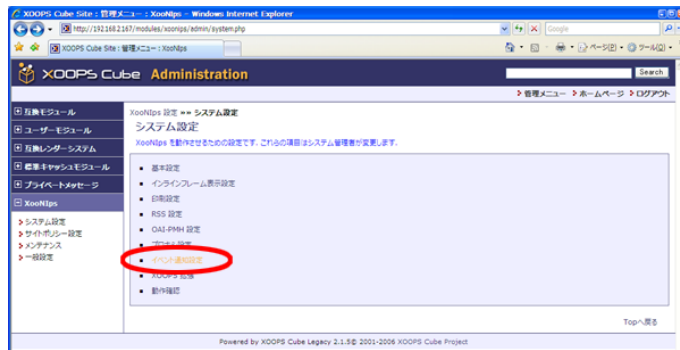 XOOPS Cube Site : 管理メニュー : XooNIps - Windows Internet Explorer
http://192.168.2.167/modules/xoonips/admin/system.php
Google
XOOPS Cube Site : 管理メニュー : XooNIps
ページ(P)
ツール(O)
XOOPS Cube Administration
Search
管理メニュー ホームページ ログアウト
互換モジュール
ユーザーモジュール
互換レンダーシステム
標準キャッシュモジュール
プライベートメッセージ
XooNIps
システム設定
サイトポリシー設定
メンテナンス
一般設定
XooNIps 設定 »» システム設定
システム設定
XooNIps を動作させるための設定です. これらの項目はシステム管理者が変更します.
基本設定
インラインフレーム表示設定
印刷設定
RSS 設定
OAI-PMH 設定
プロキシ設定
イベント通知設定
XOOPS 拡張
動作確認
Topへ戻る
Powered by XOOPS Cube Legacy 2.1.5© 2001-2006 XOOPS Cube Project